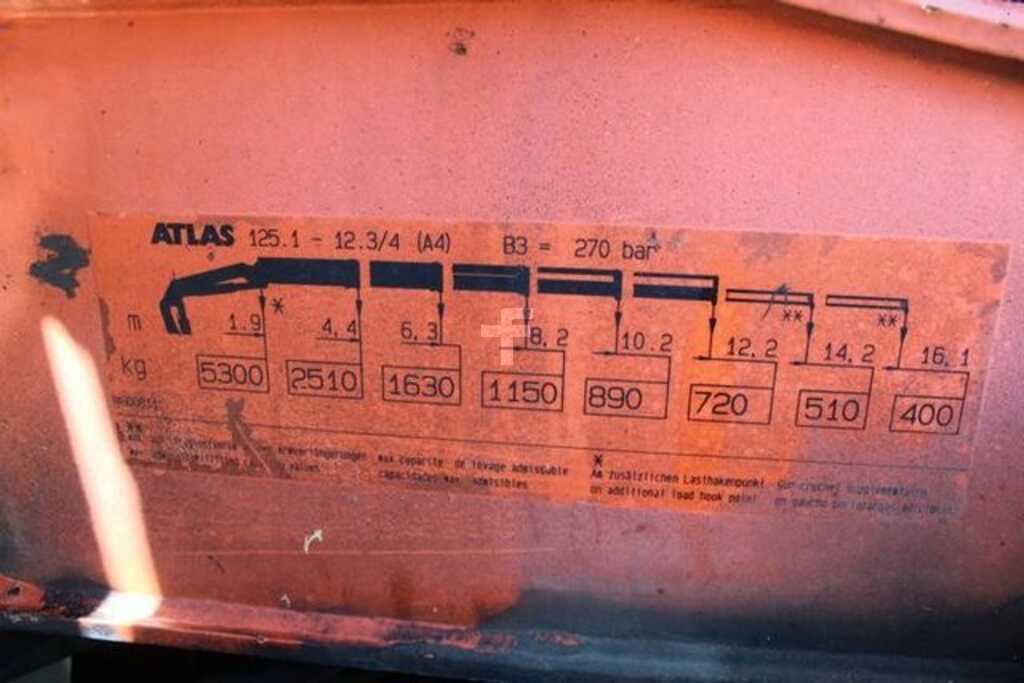 ATLAS 125.1 - 12.3/4 (A4) B3 = 270 bar
*
** **
m 1.9 4,4 6,3 8,2 10.2 12,2 14,2 16,1
kg 5300 2510 1630 1150 890 720 510 400
**
max capacite de levage admissible
capacidades max admisibles
*
Am zusätzlichen Lasthakenpunkt
on additional load hook point
values